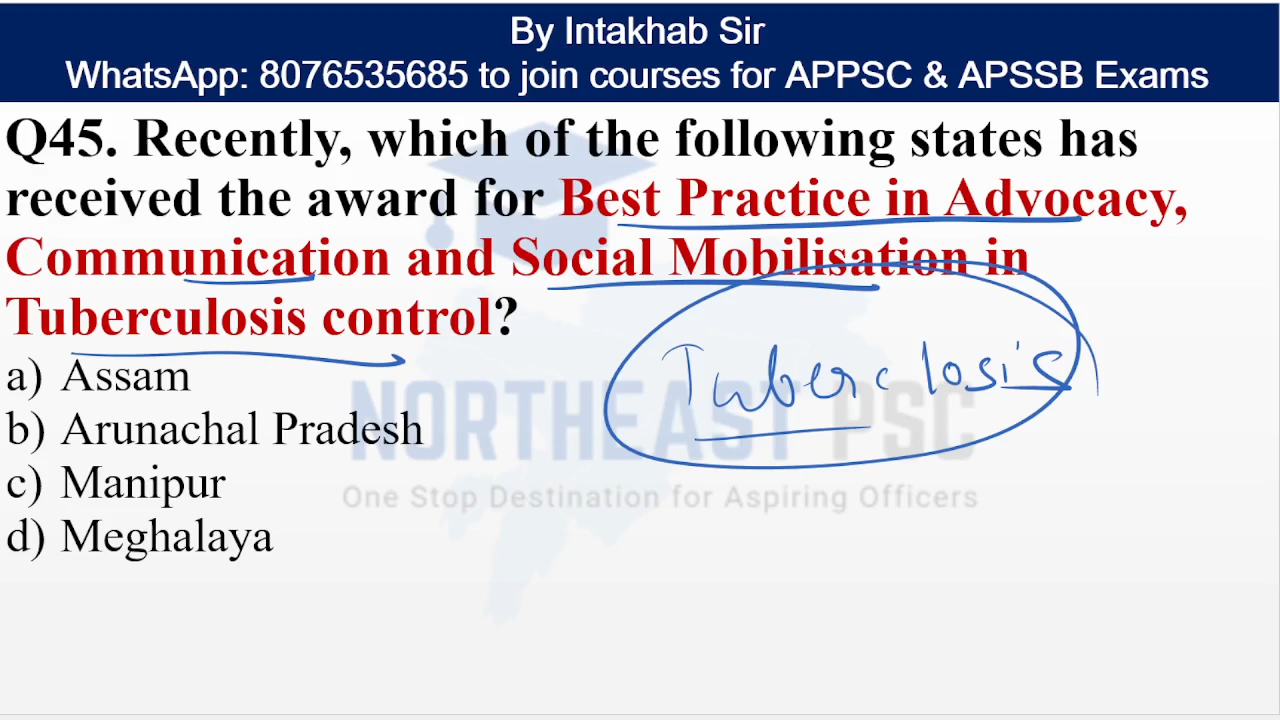 By Intakhab Sir
WhatsApp: 8076535685 to join courses for APPSC & APSSB Exams
Q45. Recently, which of the following states has
received the award for Best Practice in Advocacy,
Communication and Social Mobilisation in
Tuberculosis control?
a) Assam
b) Arunachal Pradesh
c) Manipur
d) Meghalaya
Tuberculosis
NORTHEAST PSC
One Stop Destination for Aspiring Officers